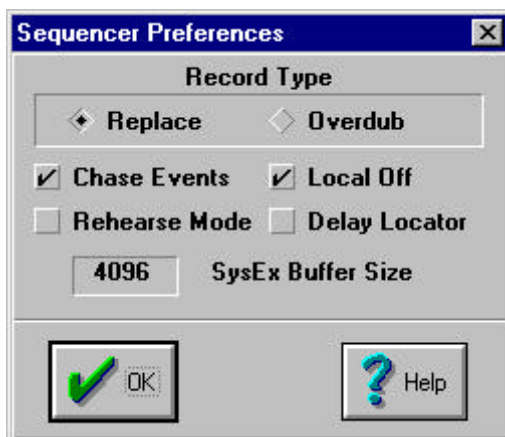 Sequencer Preferences
Record Type
Replace Overdub
Chase Events Local Off
Rehearse Mode Delay Locator
4096 SysEx Buffer Size
OK Help